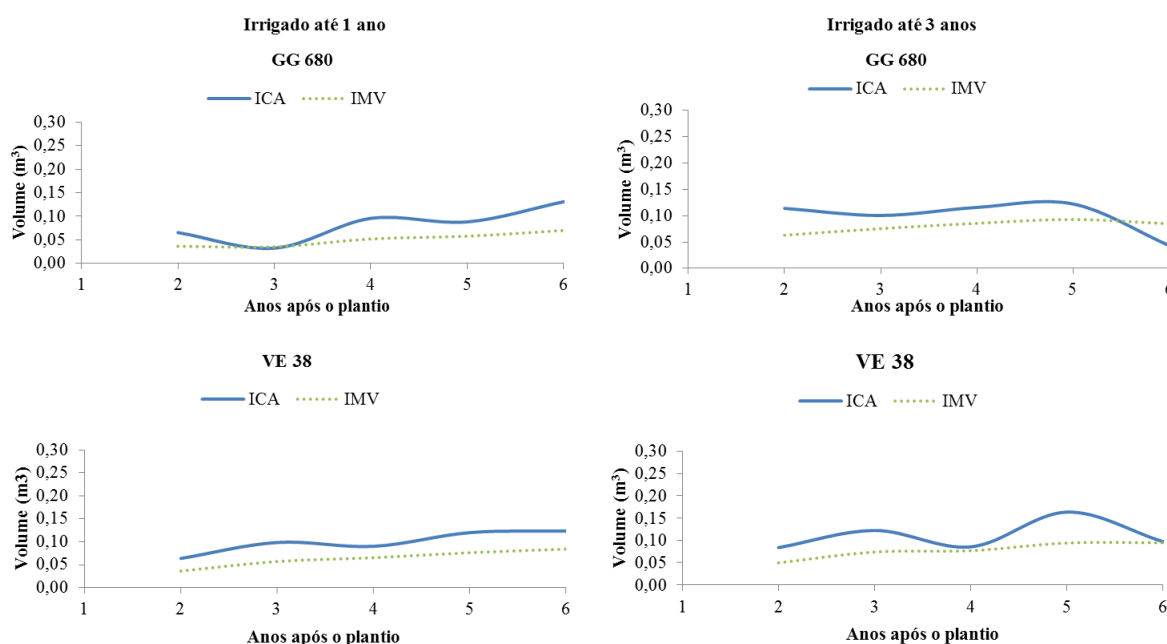 Irrigado até 1 ano
GG 680
ICA IMV
0,30
0,25
0,20
0,15
0,10
0,05
0,00
Volume (m³)
1 2 3 4 5 6
Anos após o plantio
Irrigado até 3 anos
GG 680
ICA IMV
0,30
0,25
0,20
0,15
0,10
0,05
0,00
Volume (m³)
1 2 3 4 5 6
Anos após o plantio
VE 38
ICA IMV
0,30
0,25
0,20
0,15
0,10
0,05
0,00
Volume (m3)
1 2 3 4 5 6
Anos após o plantio
VE 38
ICA IMV
0,30
0,25
0,20
0,15
0,10
0,05
0,00
Volume (m³)
1 2 3 4 5 6
Anos após o plantio